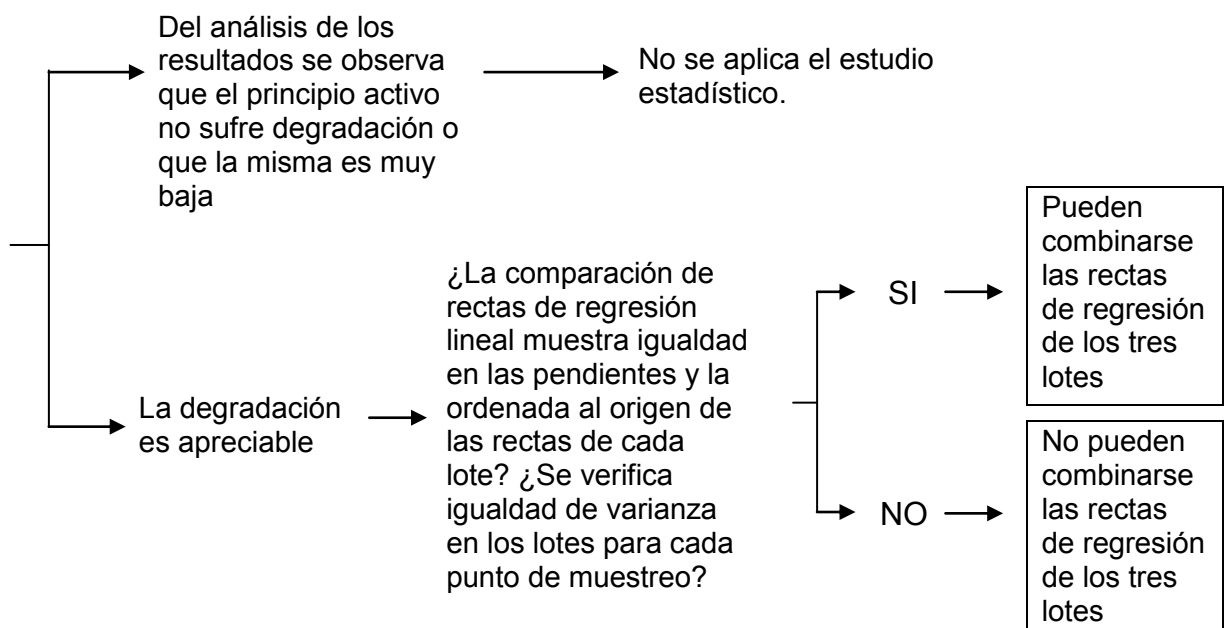 Del análisis de los
resultados se observa
que el principio activo
no sufre degradación o
que la misma es muy
baja
No se aplica el estudio
estadístico.
La degradación
es apreciable
¿La comparación de
rectas de regresión
lineal muestra igualdad
en las pendientes y la
ordenada al origen de
las rectas de cada
lote? ¿Se verifica
igualdad de varianza
en los lotes para cada
punto de muestreo?
SI
Pueden
combinarse
las rectas
de regresión
de los tres
lotes
NO
No pueden
combinarse
las rectas
de regresión
de los tres
lotes